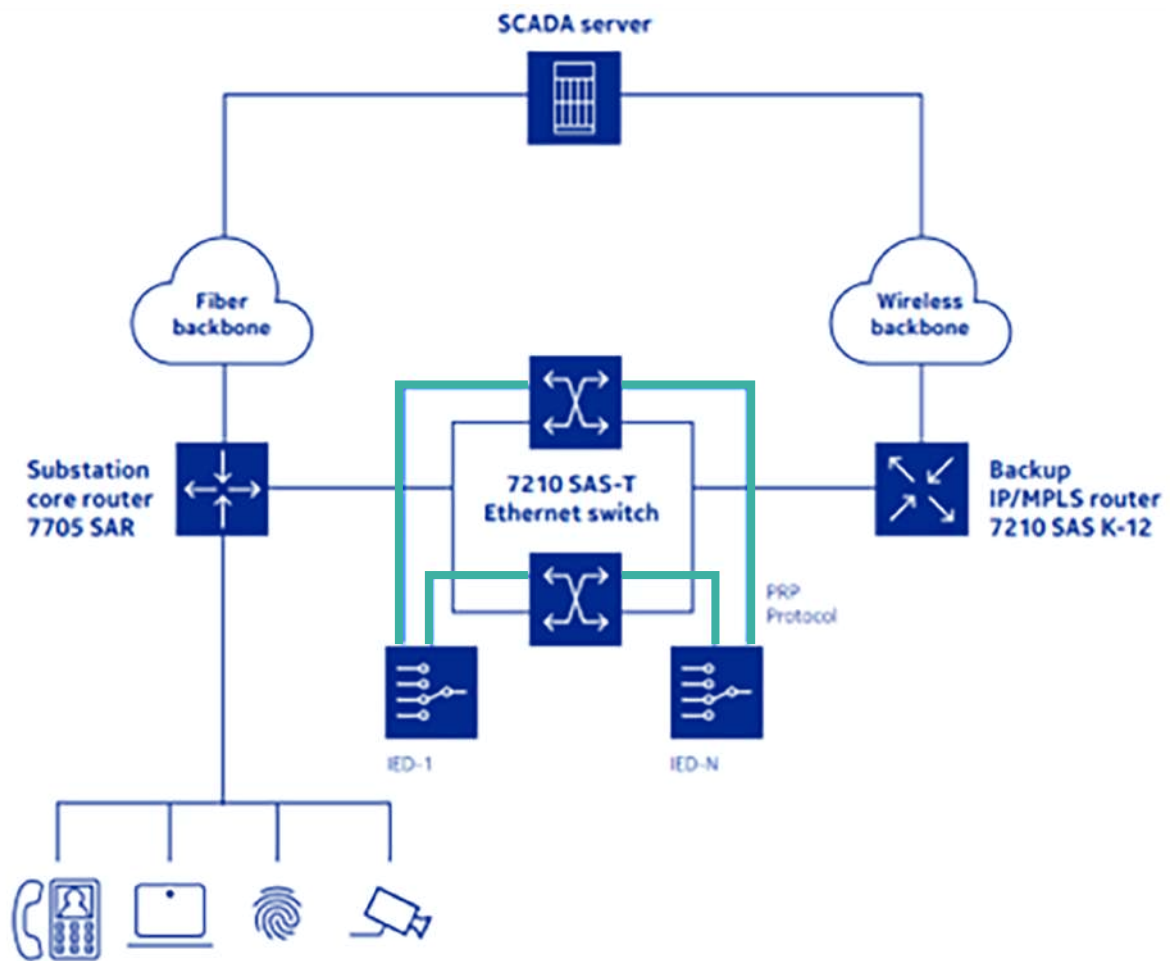 SCADA server
Fiber
backbone
Wireless
backbone
Substation
core router
7705 SAR
7210 SAS-T
Ethernet switch
Backup
IP/MPLS router
7210 SAS K-12
PRP
Protocol
IED-1
IED-N